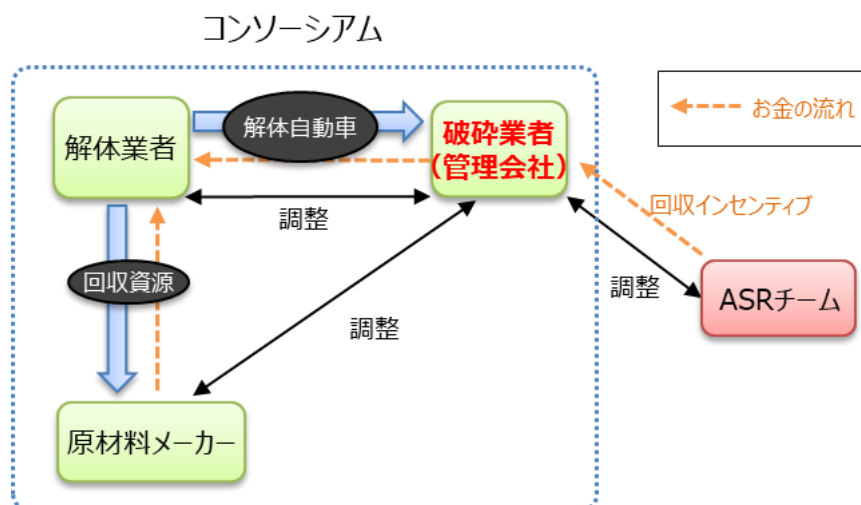 コンソーシアム
解体業者
解体自動車
破砕業者
（管理会社）
お金の流れ
調整
回収インセンティブ
回収資源
調整
調整
ASRチーム
原材料メーカー